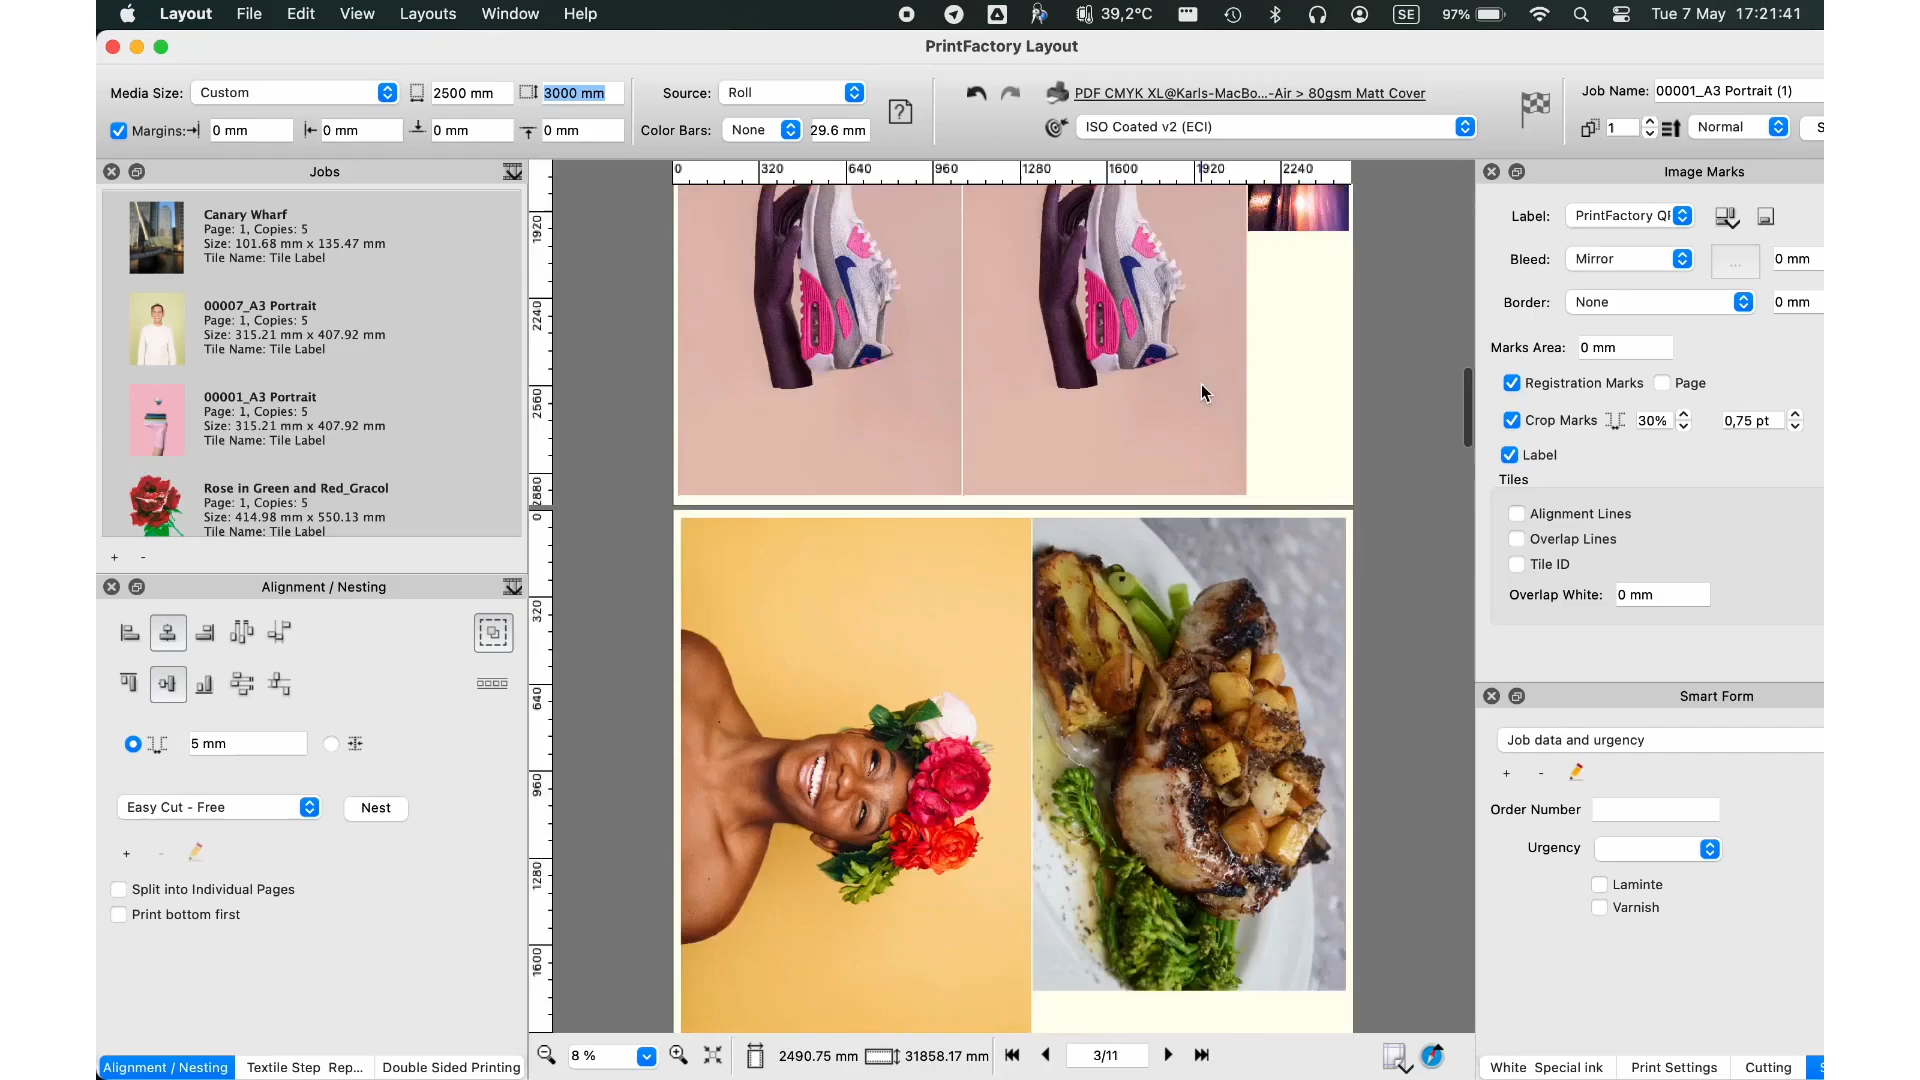 Layout File Edit View Layouts Window Help 39,2°C SE 97% Tue 7 May 17:21:41
PrintFactory Layout
Media Size: Custom 2500 mm 3000 mm Source: Roll PDF CMYK XL@Karls-MacBo...-Air > 80gsm Matt Cover Job Name: 00001_A3 Portrait (1)
Margins: 0 mm 0 mm 0 mm 0 mm Color Bars: None 29.6 mm ISO Coated v2 (ECI) 1 Normal S
Jobs
Canary Wharf
Page: 1, Copies: 5
Size: 101.68 mm x 135.47 mm
Tile Name: Tile Label
00007_A3 Portrait
Page: 1, Copies: 5
Size: 315.21 mm x 407.92 mm
Tile Name: Tile Label
00001_A3 Portrait
Page: 1, Copies: 5
Size: 315.21 mm x 407.92 mm
Tile Name: Tile Label
Rose in Green and Red_Gracol
Page: 1, Copies: 5
Size: 414.98 mm x 550.13 mm
Tile Name: Tile Label
+ -
Alignment / Nesting
5 mm
Easy Cut - Free Nest
+ -
Split into Individual Pages
Print bottom first
Alignment / Nesting Textile Step Rep... Double Sided Printing
0 320 640 960 1280 1600 1920 2240
1920
2240
2560
2880
0
320
640
960
1280
1600
8 % 2490.75 mm 31858.17 mm 3/11
Image Marks
Label: PrintFactory QR
Bleed: Mirror ... 0 mm
Border: None 0 mm
Marks Area: 0 mm
Registration Marks Page
Crop Marks 30% 0,75 pt
Label
Tiles
Alignment Lines
Overlap Lines
Tile ID
Overlap White: 0 mm
Smart Form
Job data and urgency
+ -
Order Number
Urgency
Laminte
Varnish
White Special ink Print Settings Cutting S